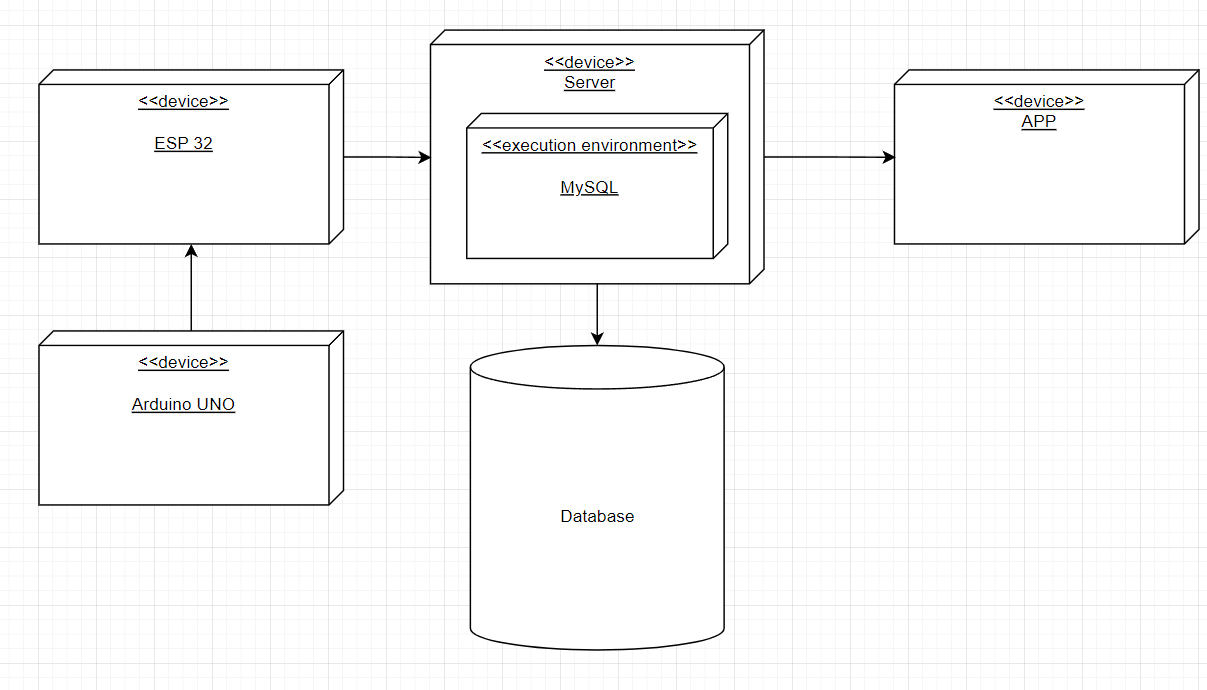 <<device>>
ESP 32
<<device>>
Server
<<execution environment>>
MySQL
<<device>>
APP
<<device>>
Arduino UNO
Database